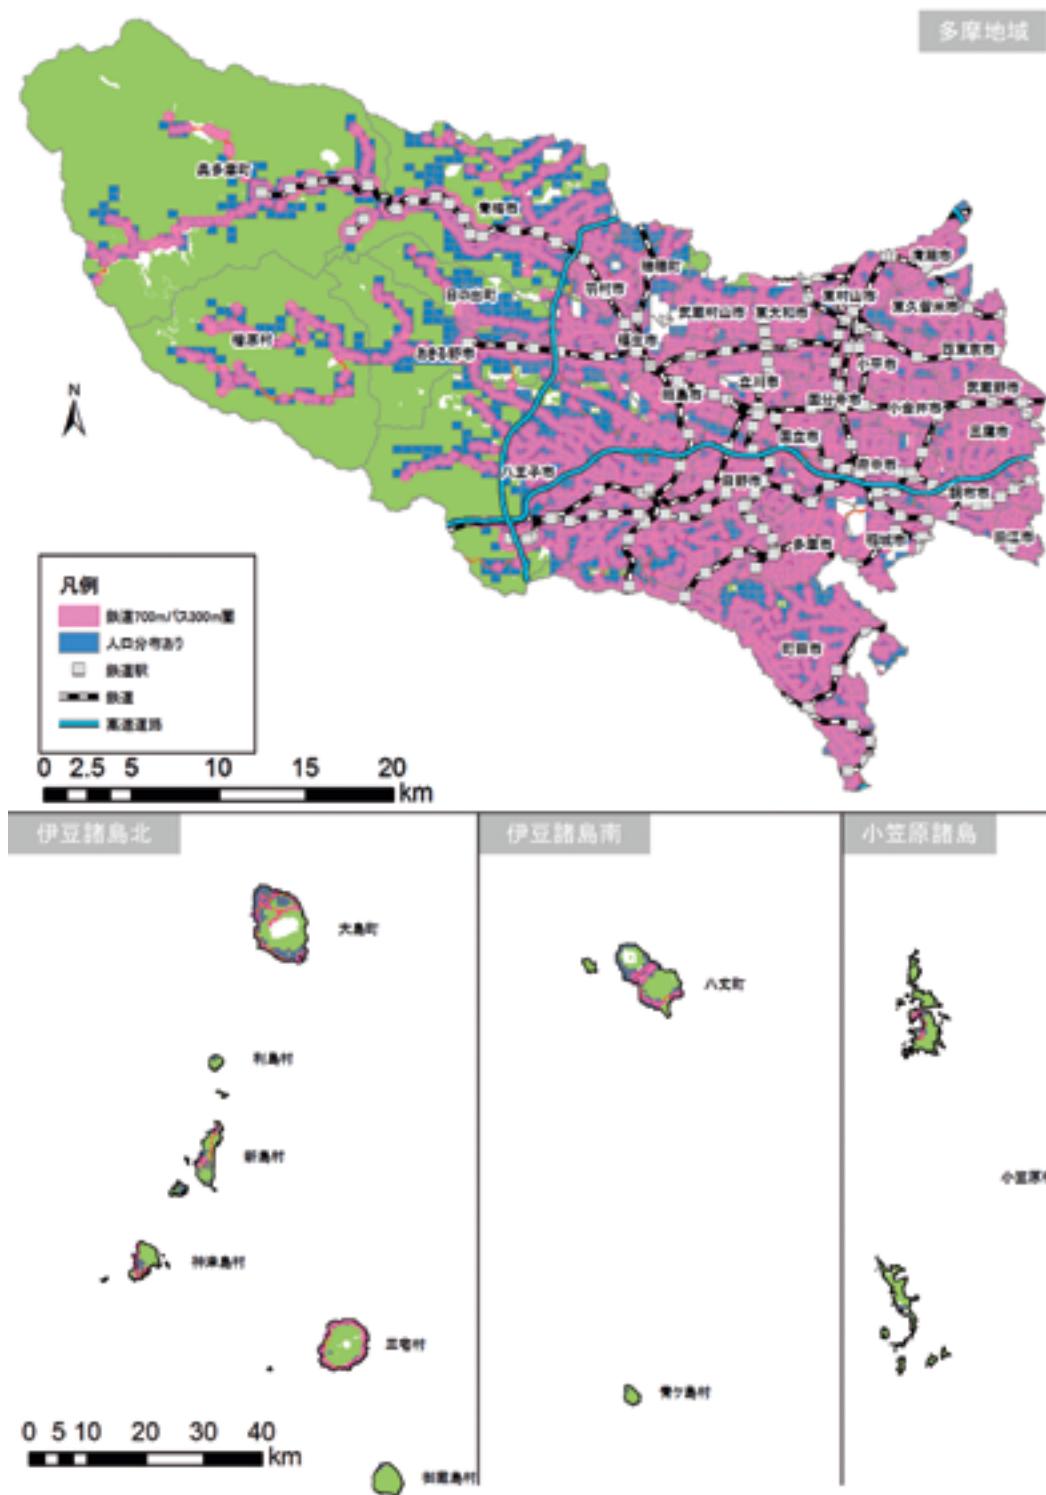 多摩地域
奥多摩町
青梅市
瑞穂町
清瀬市
日の出町
羽村市
武蔵村山市
東大和市
東村山市
東久留米市
檜原村
あきる野市
福生市
小平市
西東京市
昭島市
立川市
国分寺市
小金井市
武蔵野市
三鷹市
国立市
八王子市
日野市
府中市
調布市
多摩市
稲城市
狛江市
町田市
N
凡例
鉄道700mバス300m圏
人口分布あり
鉄道駅
鉄道
高速道路
0 2.5 5 10 15 20
km
伊豆諸島北
大島町
利島村
新島村
神津島村
三宅村
御蔵島村
0 5 10 20 30 40
km
伊豆諸島南
八丈町
青ケ島村
小笠原諸島
小笠原村